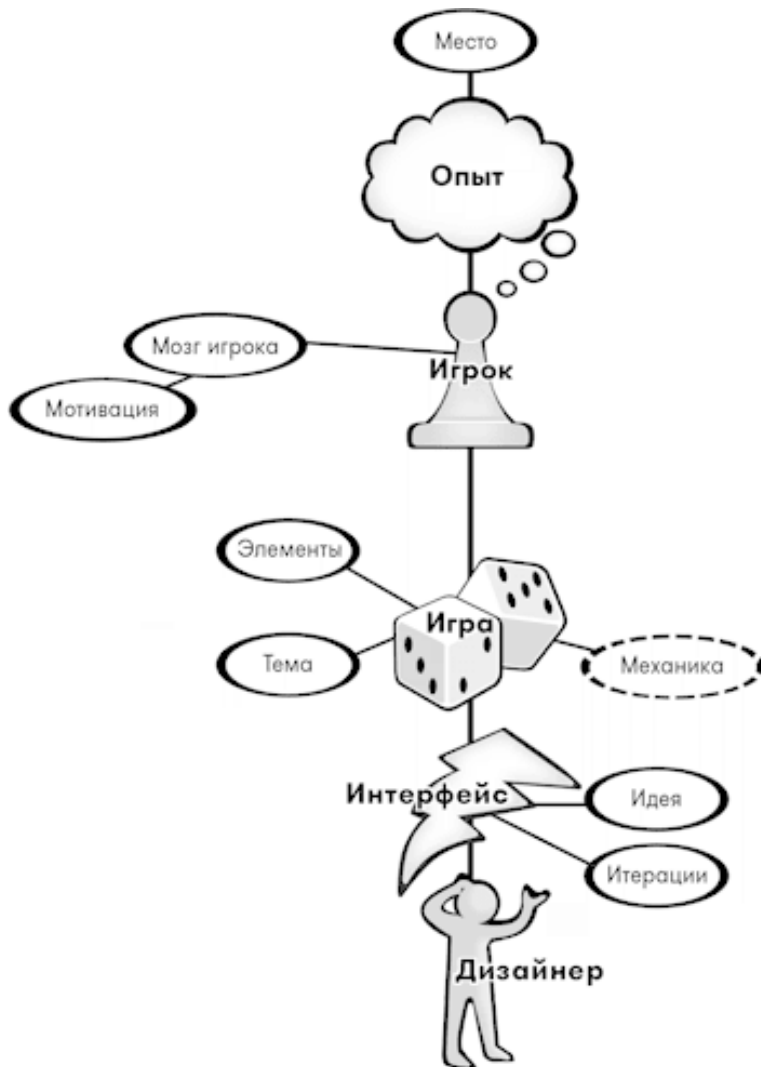 Место
Опыт
Мозг игрока
Игрок
Мотивация
Элементы
Игра
Тема
Механика
Интерфейс
Идея
Итерации
Дизайнер